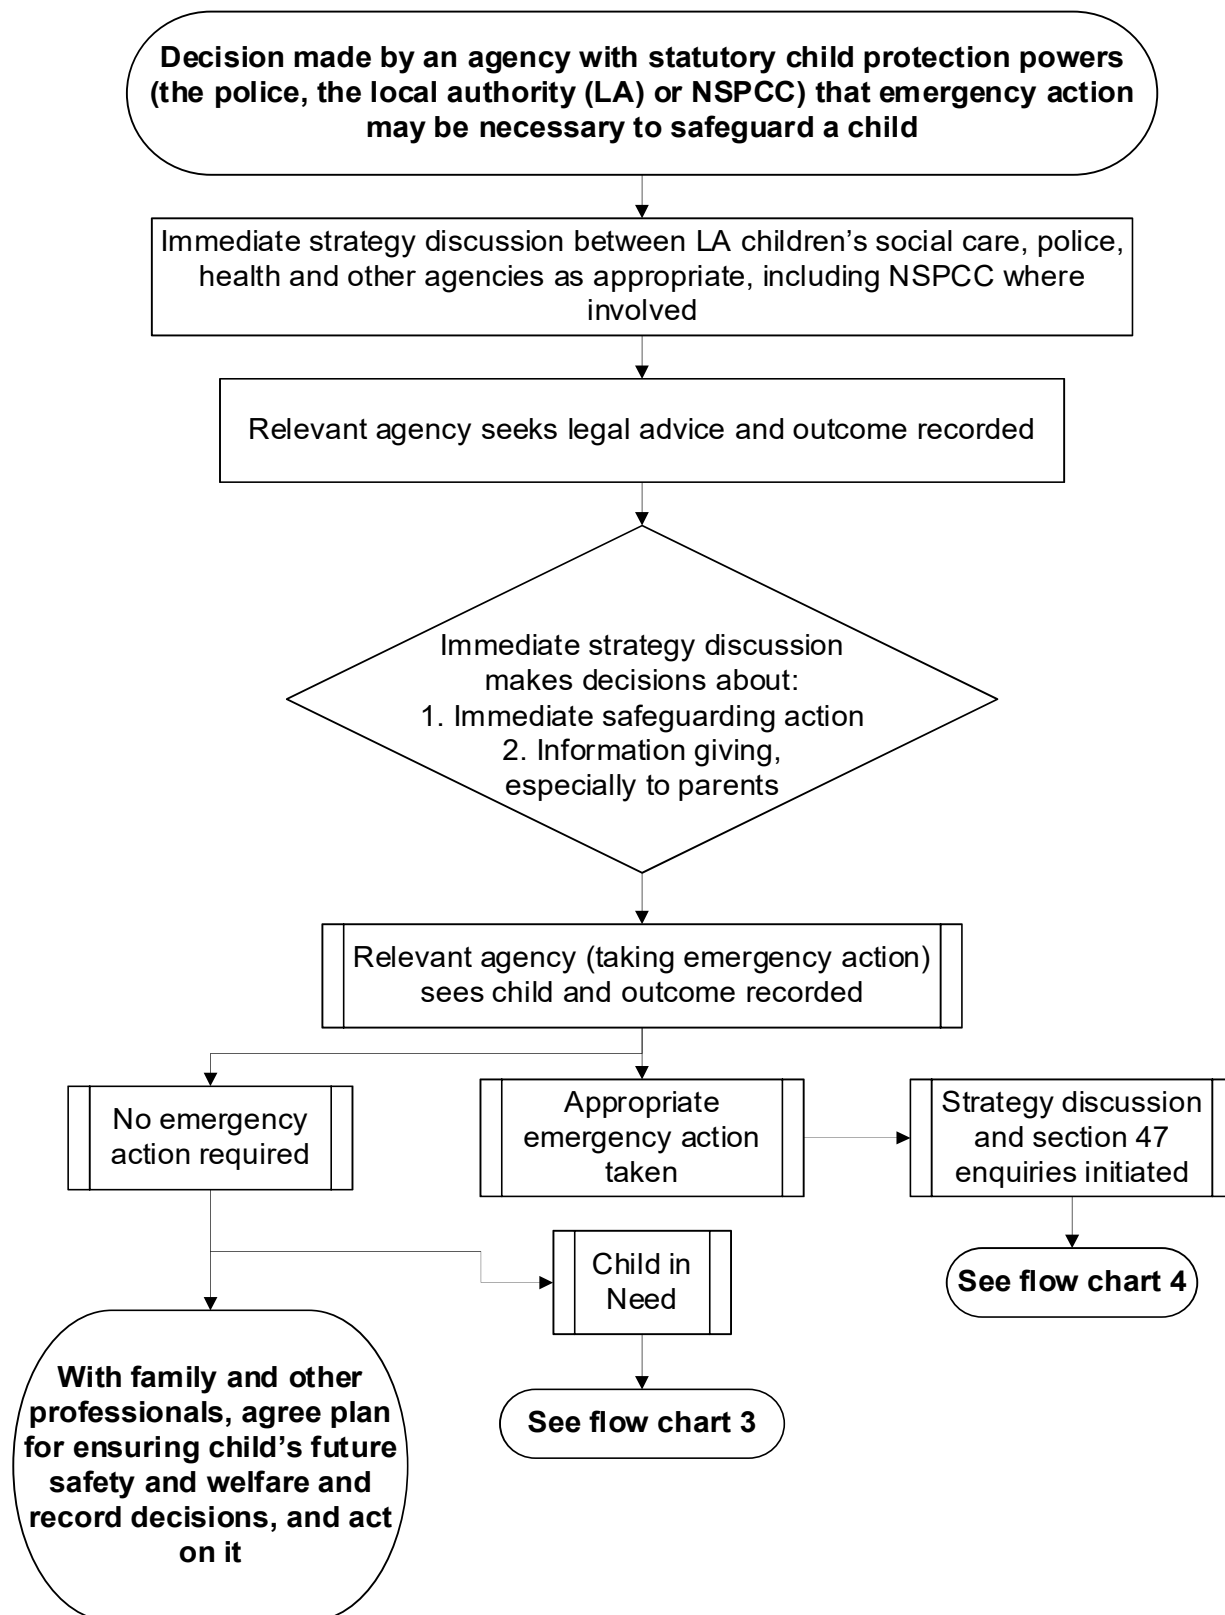 Decision made by an agency with statutory child protection powers
(the police, the local authority (LA) or NSPCC) that emergency action
may be necessary to safeguard a child
Immediate strategy discussion between LA children’s social care, police,
health and other agencies as appropriate, including NSPCC where
involved
Relevant agency seeks legal advice and outcome recorded
Immediate strategy discussion
makes decisions about:
1. Immediate safeguarding action
2. Information giving,
especially to parents
Relevant agency (taking emergency action)
sees child and outcome recorded
No emergency
action required
Appropriate
emergency action
taken
Strategy discussion
and section 47
enquiries initiated
Child in
Need
See flow chart 4
With family and other
professionals, agree plan
for ensuring child’s future
safety and welfare and
record decisions, and act
on it
See flow chart 3